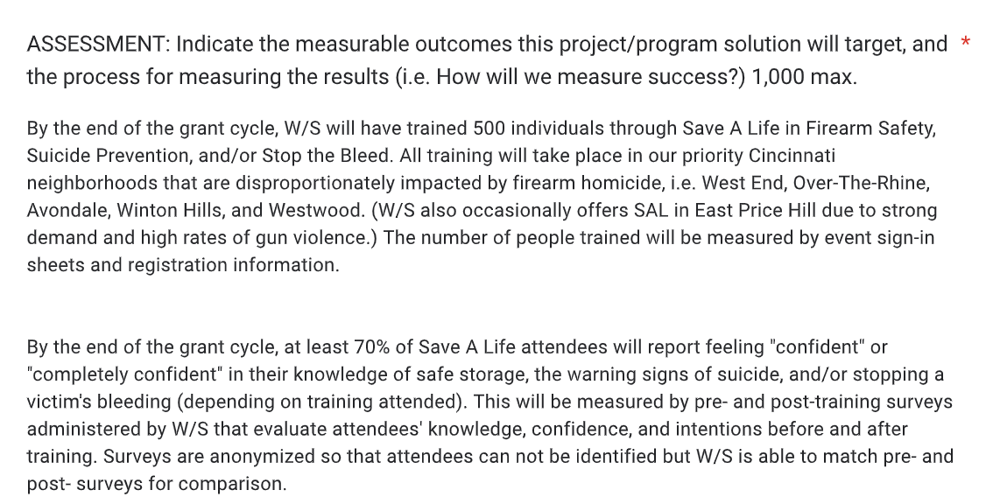 ASSESSMENT: Indicate the measurable outcomes this project/program solution will target, and *
the process for measuring the results (i.e. How will we measure success?) 1,000 max.
By the end of the grant cycle, W/S will have trained 500 individuals through Save A Life in Firearm Safety,
Suicide Prevention, and/or Stop the Bleed. All training will take place in our priority Cincinnati
neighborhoods that are disproportionately impacted by firearm homicide, i.e. West End, Over-The-Rhine,
Avondale, Winton Hills, and Westwood. (W/S also occasionally offers SAL in East Price Hill due to strong
demand and high rates of gun violence.) The number of people trained will be measured by event sign-in
sheets and registration information.
By the end of the grant cycle, at least 70% of Save A Life attendees will report feeling "confident" or
"completely confident" in their knowledge of safe storage, the warning signs of suicide, and/or stopping a
victim's bleeding (depending on training attended). This will be measured by pre- and post-training surveys
administered by W/S that evaluate attendees' knowledge, confidence, and intentions before and after
training. Surveys are anonymized so that attendees can not be identified but W/S is able to match pre- and
post- surveys for comparison.